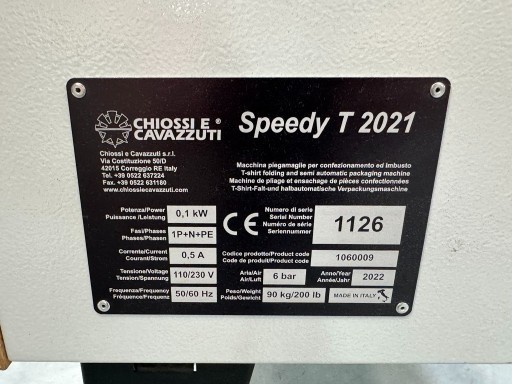 CHIOSSI E ®
CAVAZZUTI
Speedy T 2021
Chiossi e Cavazzuti s.r.l.
Via Costituzione 50/D
42015 Correggio RE Italy
Tel. +39 0522 637224
Fax. +39 0522 631180
www.chiossiecavazzuti.com
Macchina piegamaglie per confezionamento ed imbusto
T-shirt folding and semi automatic packaging machine
Machine de pliage et ensachage de pièces confectionnées
T-Shirt-Falt-und halbautomatische Verpackungsmaschine
Potenza/Power
Puissance /Leistung
0,1 kW
Fasi/Phases
Phases/Phasen
1P+N+PE
Corrente/Current
Courant/Strom
0,5 A
Tensione/Voltage
Tension/Spannung
110/230 V
Frequenza/Frequency
Fréquence/Frequenz
50/60 Hz
CE
Numero di serie
Serial Number
Numéro de série
Seriennummer
1126
Codice prodotto/Product code
Code de produit/Product code
1060009
Aria/Air
Air/Luft
6 bar
Anno/Year
Année/Jahr
2022
Peso/Weight
Poids/Gewicht
90 kg/200 lb
MADE IN ITALY